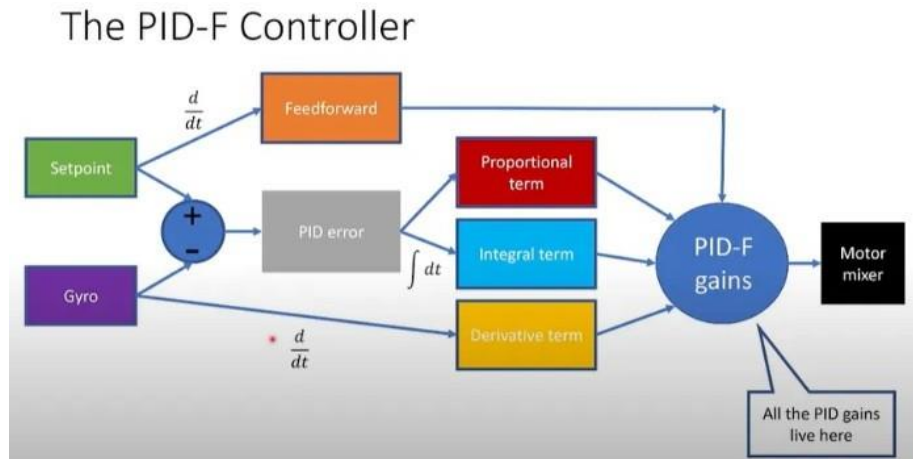 The PID-F Controller
d
dt
Feedforward
Setpoint
Proportional
term
+
-
PID error
Integral term
∫ dt
PID-F
gains
Motor
mixer
Gyro
Derivative term
d
dt
All the PID gains
live here